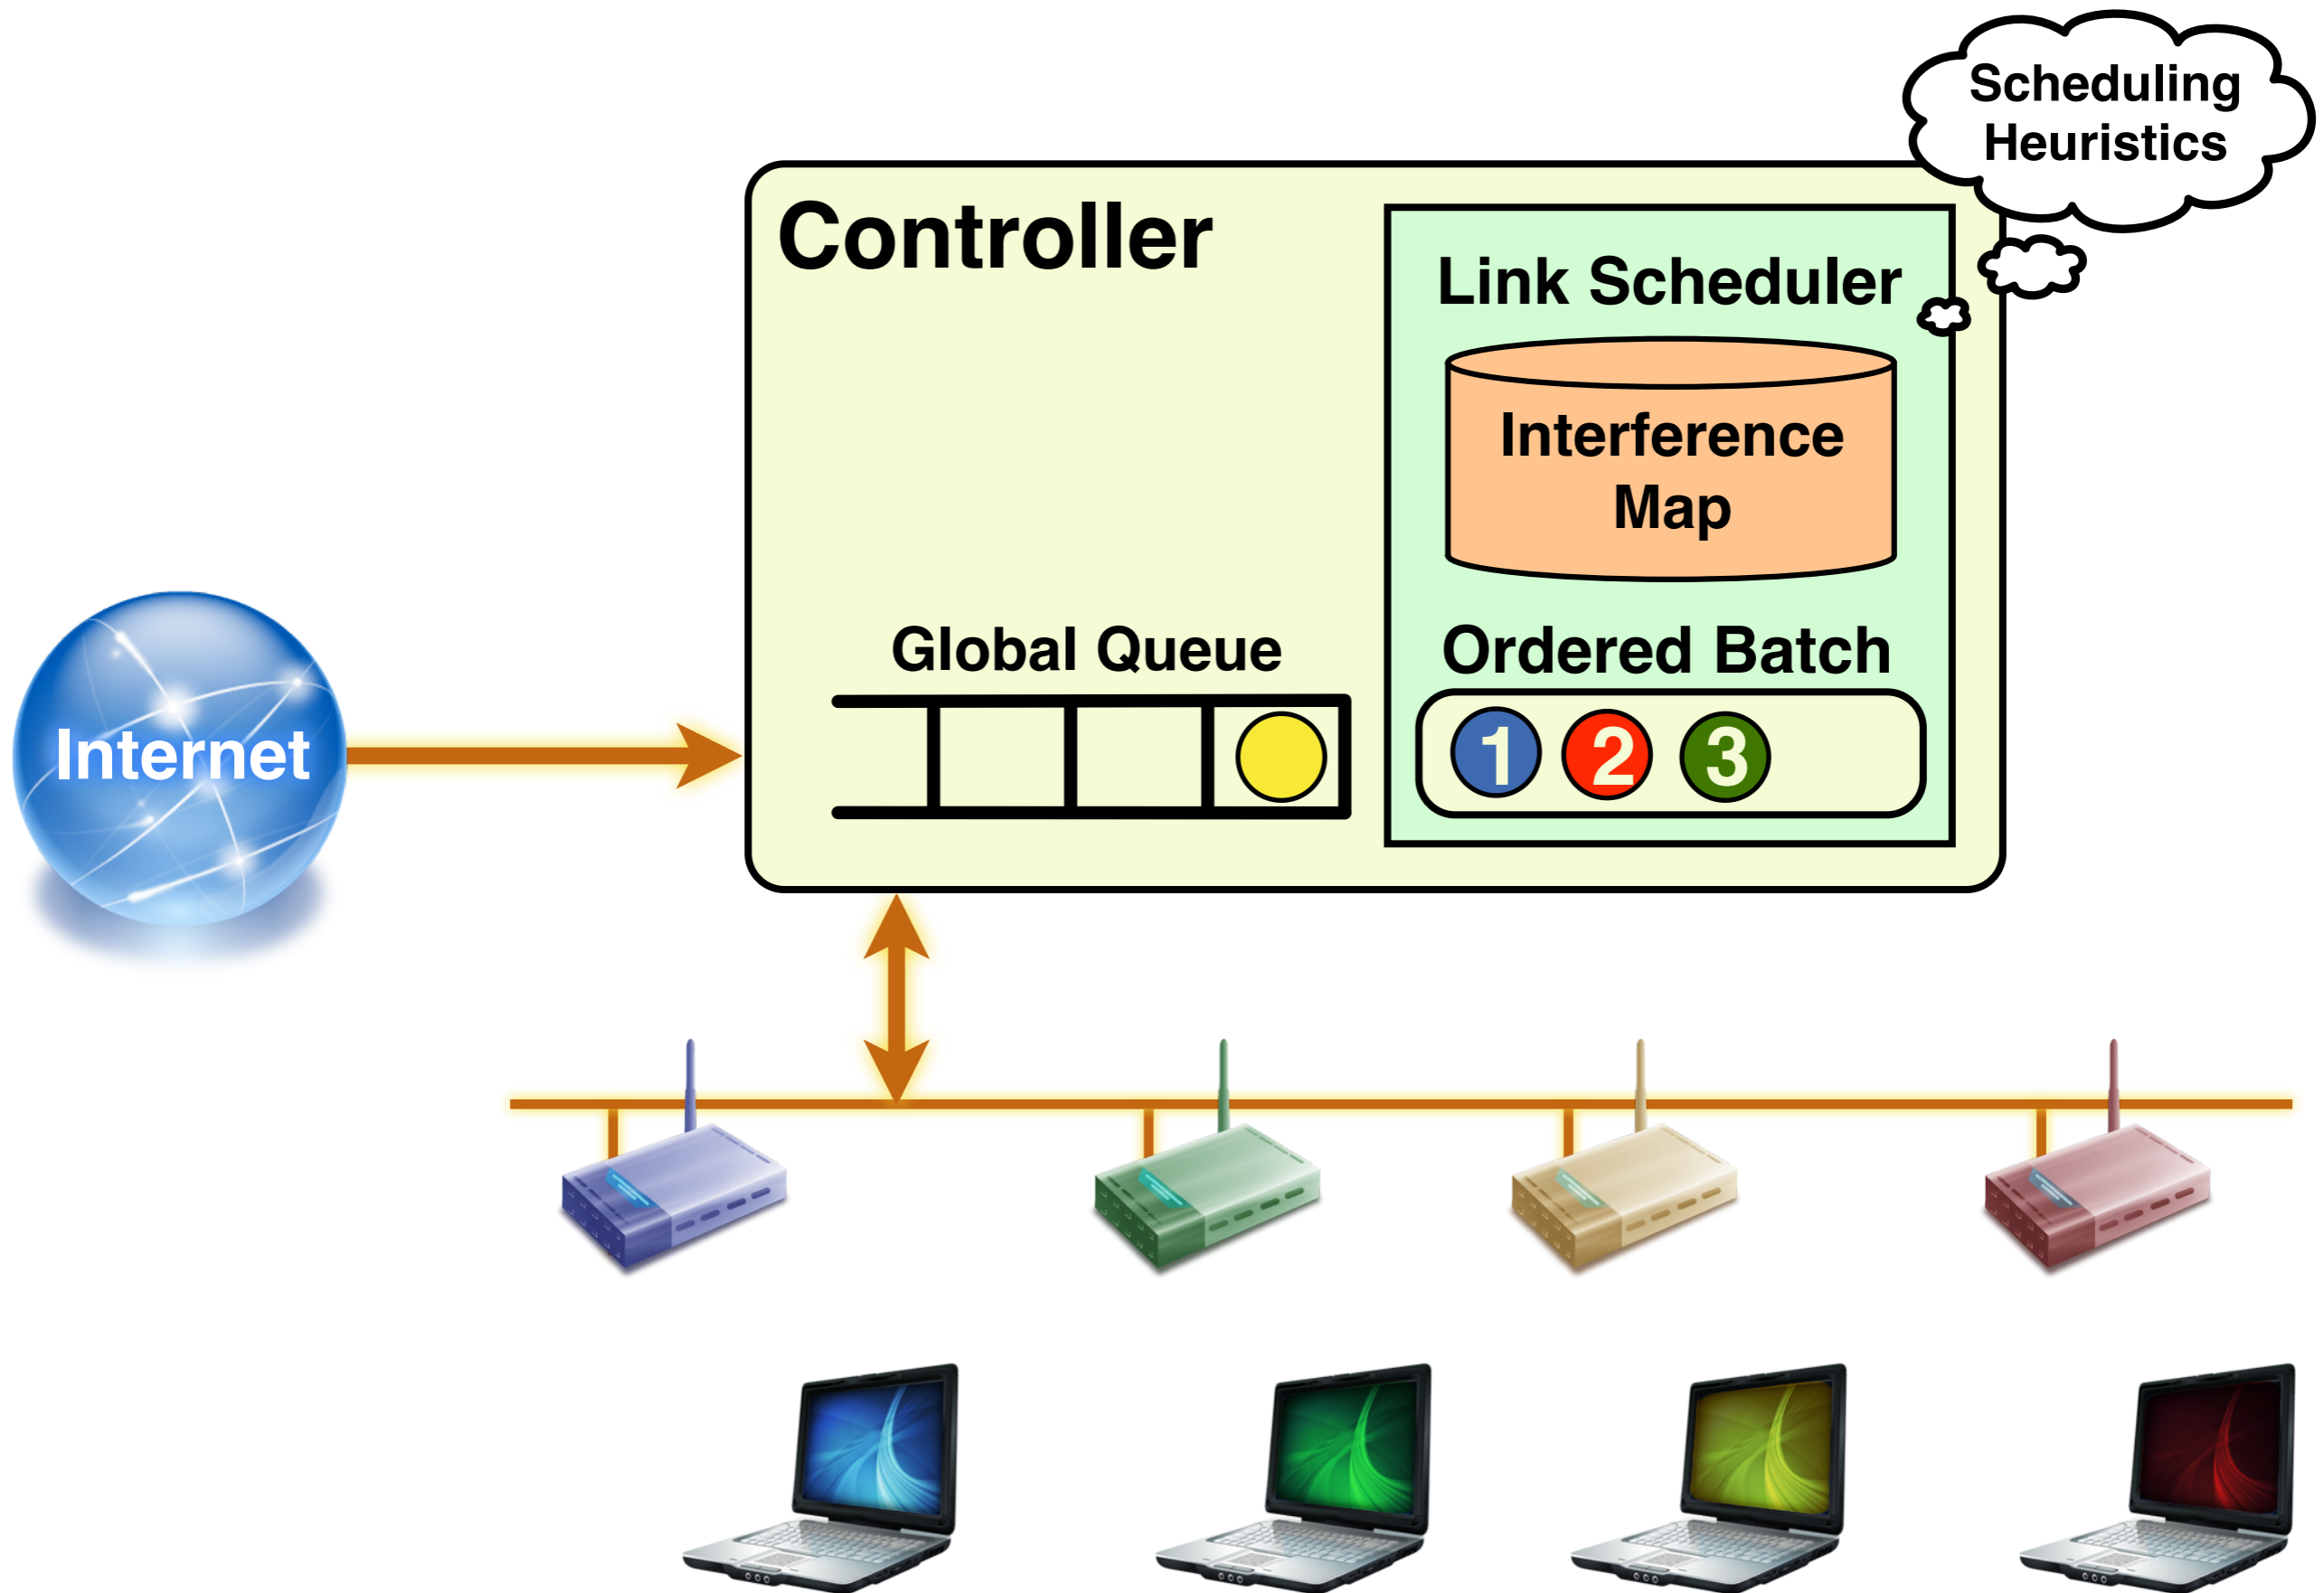 Scheduling
Heuristics
Controller
Link Scheduler
Interference
Map
Global Queue
Ordered Batch
Internet
1 2 3